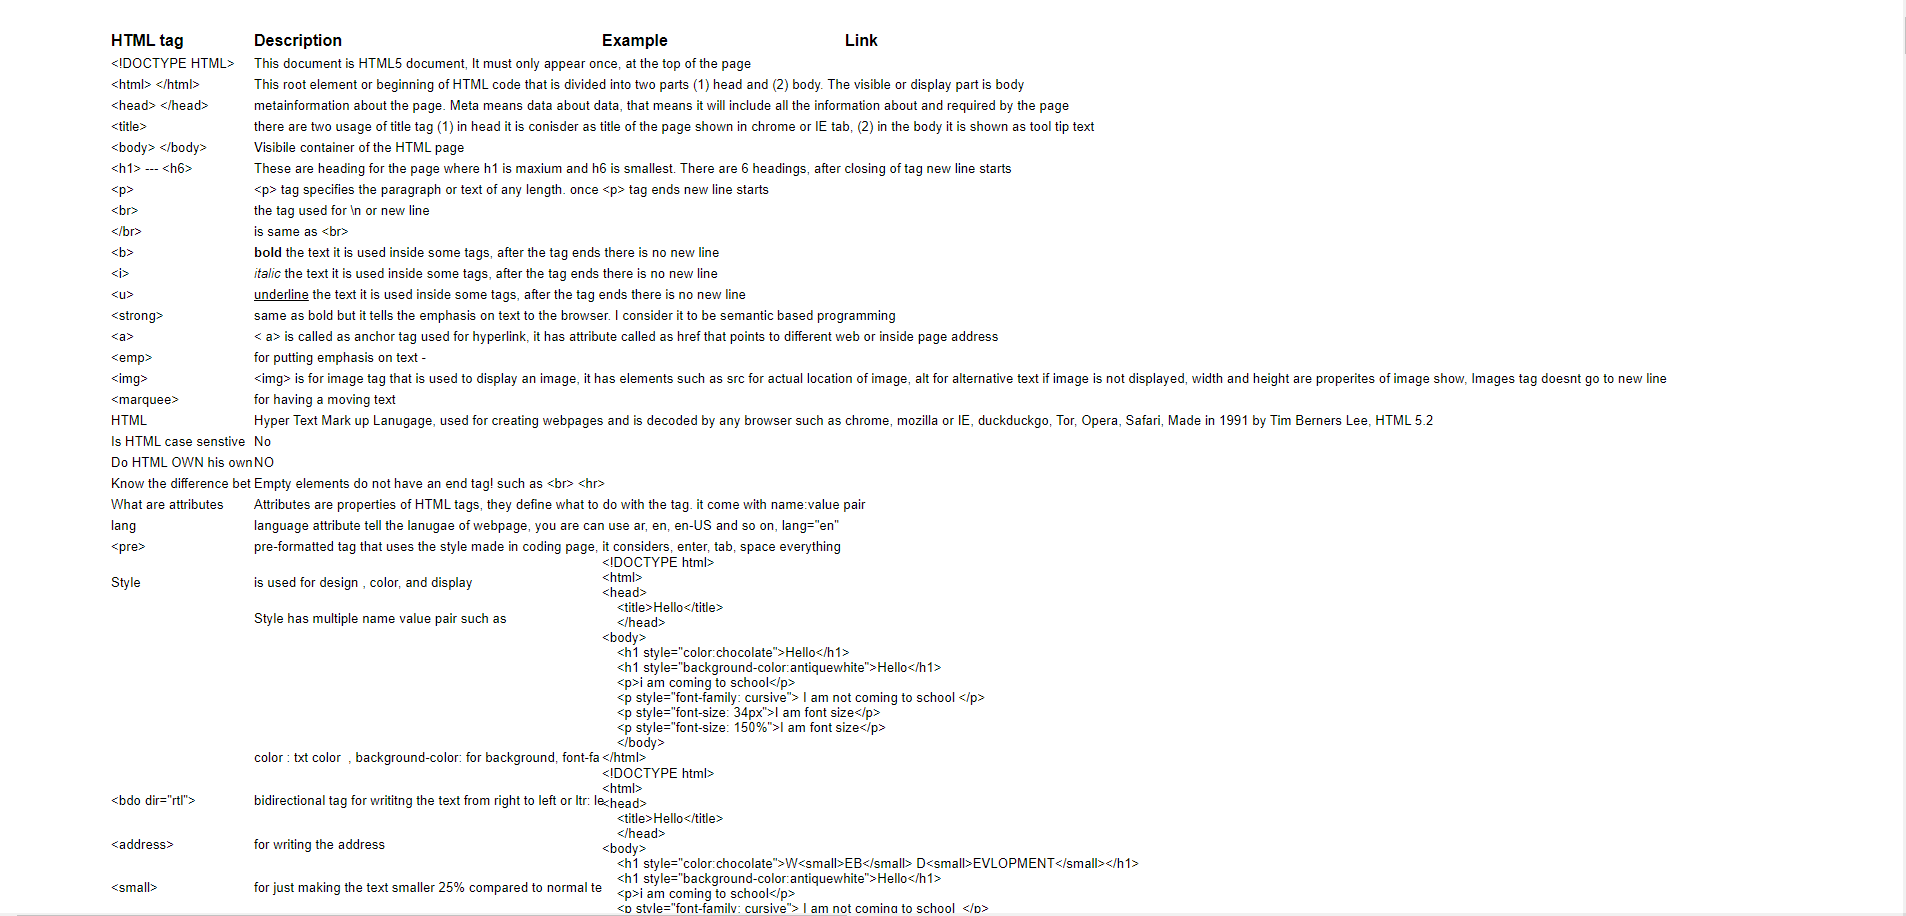 HTML tag Description Example Link
<!DOCTYPE HTML> This document is HTML5 document, It must only appear once, at the top of the page
<html> </html> This root element or beginning of HTML code that is divided into two parts (1) head and (2) body. The visible or display part is body
<head> </head> metainformation about the page. Meta means data about data, that means it will include all the information about and required by the page
<title> there are two usage of title tag (1) in head it is conisder as title of the page shown in chrome or IE tab, (2) in the body it is shown as tool tip text
<body> </body> Visibile container of the HTML page
<h1> --- <h6> These are heading for the page where h1 is maxium and h6 is smallest. There are 6 headings, after closing of tag new line starts
<p> <p> tag specifies the paragraph or text of any length. once <p> tag ends new line starts
<br> the tag used for \n or new line
</br> is same as <br>
<b> bold the text it is used inside some tags, after the tag ends there is no new line
<i> italic the text it is used inside some tags, after the tag ends there is no new line
<u> underline the text it is used inside some tags, after the tag ends there is no new line
<strong> same as bold but it tells the emphasis on text to the browser. I consider it to be semantic based programming
<a> < a> is called as anchor tag used for hyperlink, it has attribute called as href that points to different web or inside page address
<emp> for putting emphasis on text -
<img> <img> is for image tag that is used to display an image, it has elements such as src for actual location of image, alt for alternative text if image is not displayed, width and height are properites of image show, Images tag doesnt go to new line
<marquee> for having a moving text
HTML Hyper Text Mark up Lanugage, used for creating webpages and is decoded by any browser such as chrome, mozilla or IE, duckduckgo, Tor, Opera, Safari, Made in 1991 by Tim Berners Lee, HTML 5.2
Is HTML case senstive No
Do HTML OWN his own NO
Know the difference bet Empty elements do not have an end tag! such as <br> <hr>
What are attributes Attributes are properties of HTML tags, they define what to do with the tag. it come with name:value pair
lang language attribute tell the lanugae of webpage, you are can use ar, en, en-US and so on, lang="en"
<pre> pre-formatted tag that uses the style made in coding page, it considers, enter, tab, space everything
<!DOCTYPE html>
<html>
Style is used for design , color, and display
<head>
<title>Hello</title>
Style has multiple name value pair such as
</head>
<body>
<h1 style="color:chocolate">Hello</h1>
<h1 style="background-color:antiquewhite">Hello</h1>
<p>i am coming to school</p>
<p style="font-family: cursive"> I am not coming to school </p>
<p style="font-size: 34px">I am font size</p>
<p style="font-size: 150%">I am font size</p>
</body>
color : txt color , background-color: for background, font-fa </html>
<!DOCTYPE html>
<html>
<bdo dir="rtl"> bidirectional tag for writitng the text from right to left or ltr: le <head>
<title>Hello</title>
</head>
<address> for writing the address
<body>
<h1 style="color:chocolate">W<small>EB</small> D<small>EVLOPMENT</small></h1>
<h1 style="background-color:antiquewhite">Hello</h1>
<small> for just making the text smaller 25% compared to normal te
<p>i am coming to school</p>
<p style="font-family: cursive"> I am not coming to school </p>